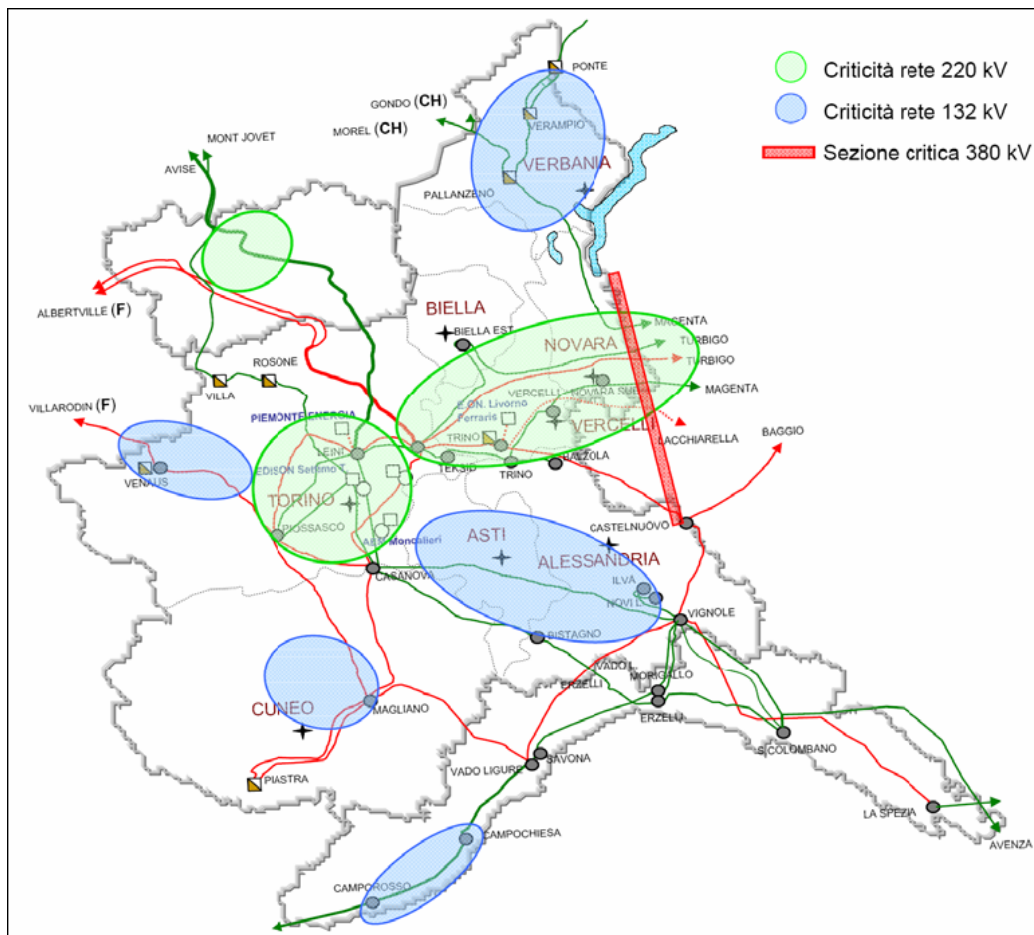 Criticità rete 220 kV
Criticità rete 132 kV
Sezione critica 380 kV
PONTE
GONDO (CH)
MOREL (CH)
VERAMPIO
VERBANIA
PALLANZENO
MONT JOVET
AVISE
ALBERTVILLE (F)
BIELLA
BIELLA EST
NOVARA
MAGENTA
TURBIGO
TURBIGO
MAGENTA
ROSONE
VILLA
VILLARODIN (F)
PIEMONTE ENERGIA
VERCELLI
NOVARA SUD
E.ON. Livorno
Ferraris
VERCELLI
TRINO
LACCHIARELLA
BAGGIO
LEINI
VENAUS
EDISON Settimo T.
TEKSID
TRINO
BALZOLA
TORINO
PIOSSASCO
AEM Moncalieri
CASTELNUOVO
ASTI
ALESSANDRIA
CASANOVA
ILVA
NOVI L.
VIGNOLE
BISTAGNO
VADO L.
ERZELLI
MORIGALLO
ERZELLI
CUNEO
MAGLIANO
S.COLOMBANO
PIASTRA
VADO LIGURE
SAVONA
LA SPEZIA
CAMPOCHIESA
AVENZA
CAMPOROSSO